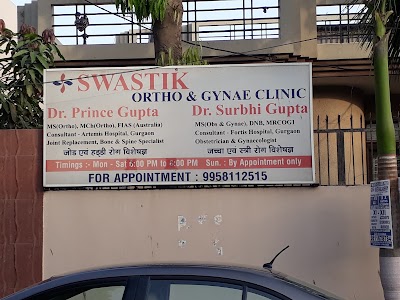 SWASTIK
ORTHO & GYNAE CLINIC
Dr. Prince Gupta
MS(Ortho), MCh(Ortho), FIAS (Australia)
Consultant - Artemis Hospital, Gurgaon
Joint Replacement, Bone & Spine Specialist
जोड़ एवं हड्डी रोग विशेषज्ञ
Dr. Surbhi Gupta
MS(Obs & Gynae), DNB, MRCOG1
Consultant - Fortis Hospital, Gurgaon
Obstetrician & Gynaecologist
जच्चा एवं स्त्री रोग विशेषज्ञ
Timings :- Mon - Sat 6:00 PM to 8:00 PM Sun. : By Appointment only
FOR APPOINTMENT : 9958112515